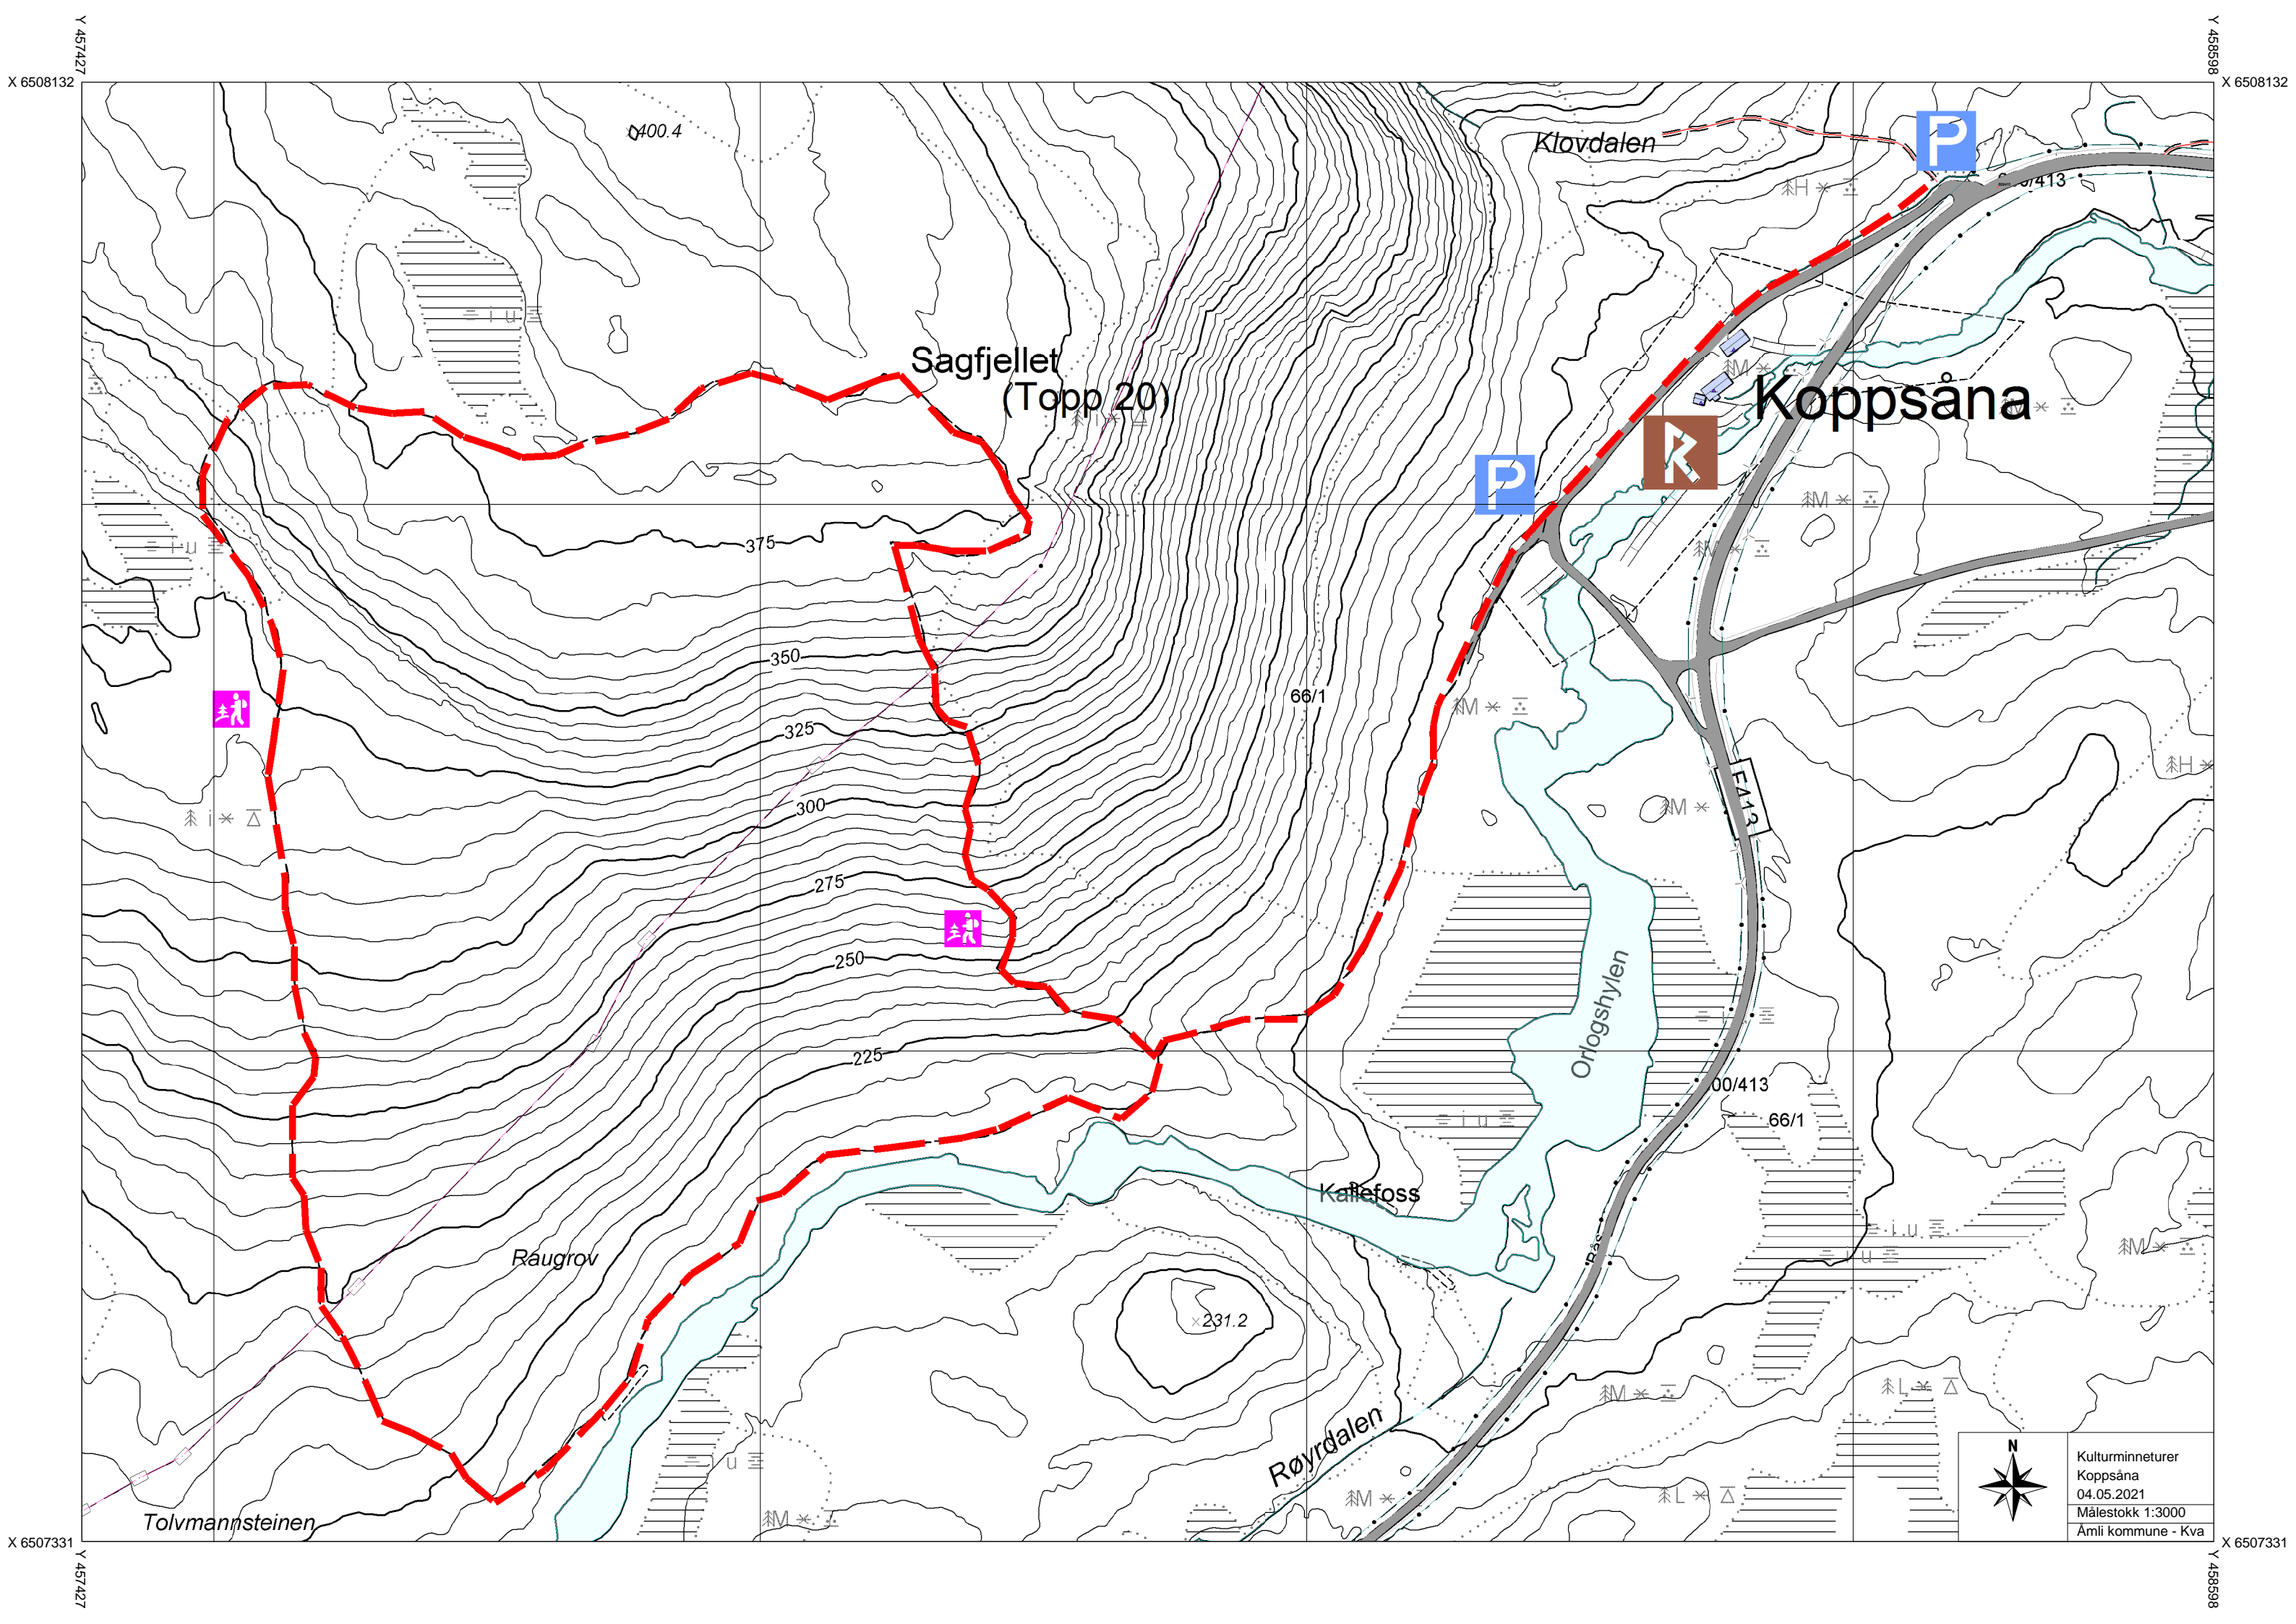 Y 457427
Y 458598
X 6508132
X 6508132
400.4
Klovdalen
P
H
/413
i u
Sagfjellet
(Topp 20)
i
M
Koppsåna
M
R
P
M
i u
375
M
350
66/1
M
325
H
F413
300
M
i
275
250
Orlogshylen
i
225
00/413
66/1
i u
Kallefoss
i u
M
u
Raugrov
231.2
M
L
Røyrdalen
u
M
L
M
Tolvmannsteinen
N
Kulturminneturer
Koppsåna
04.05.2021
Målestokk 1:3000
Åmli kommune - Kva
X 6507331
X 6507331
Y 457427
Y 458598